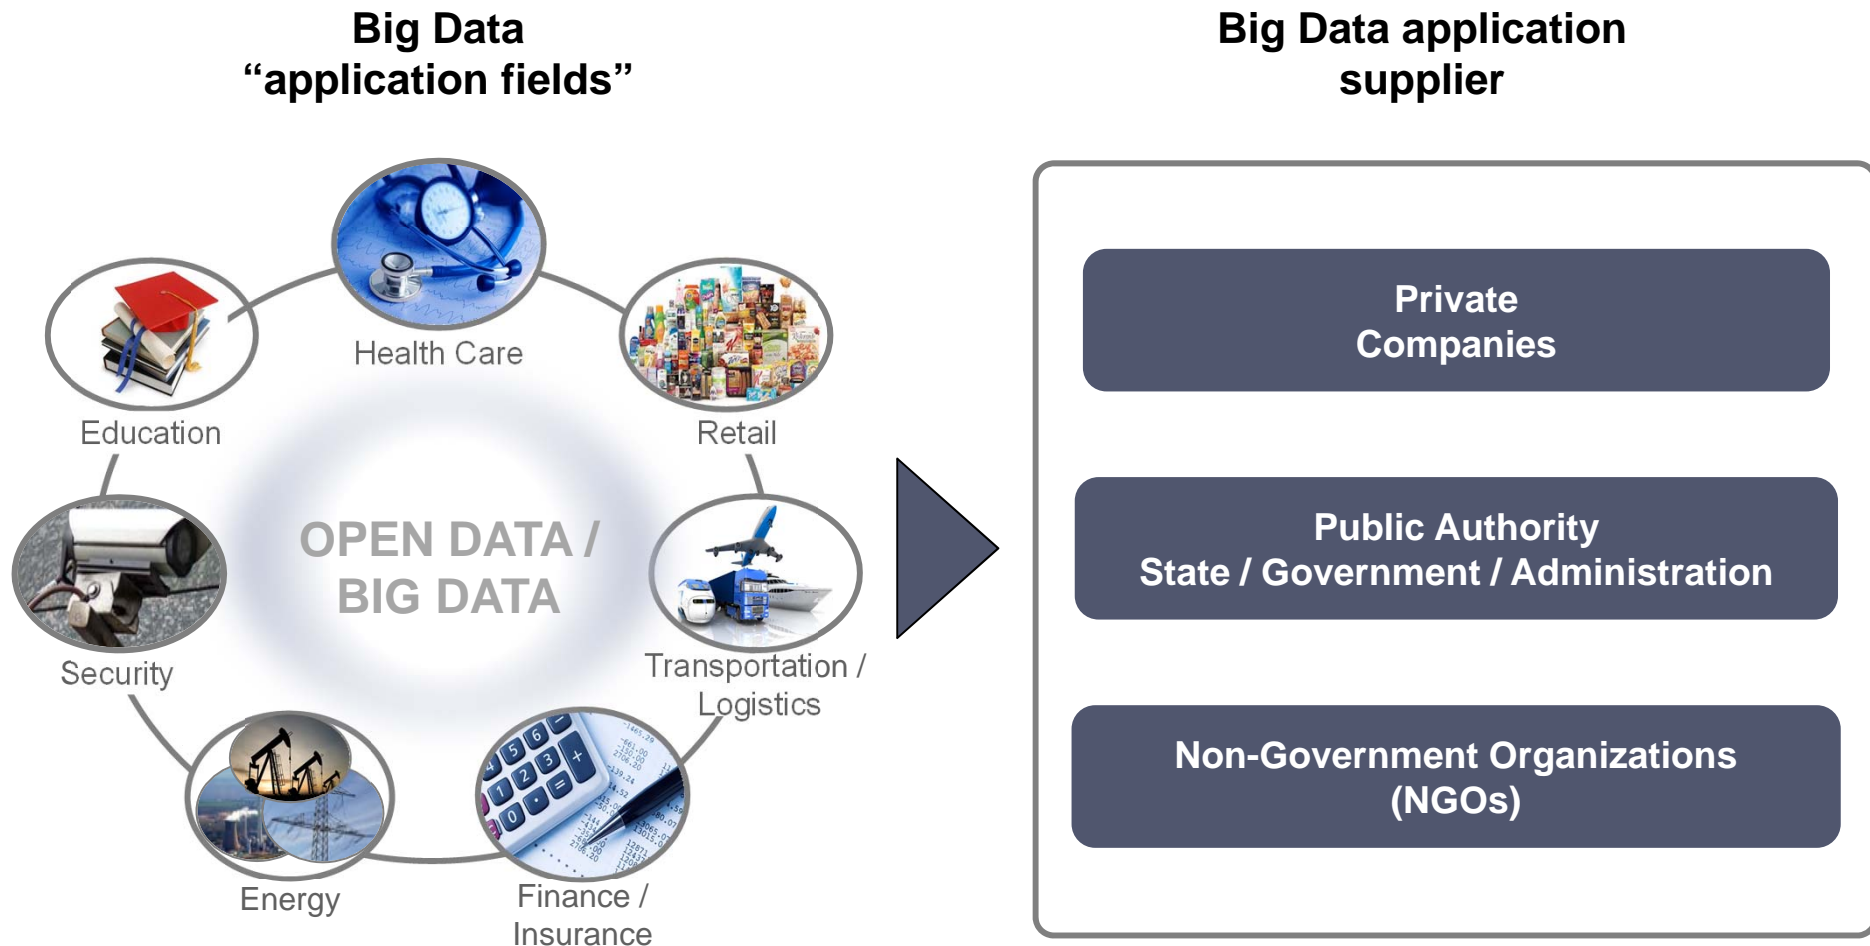 Big Data
“application fields”
Big Data application
supplier
Health Care
Education
Retail
OPEN DATA /
BIG DATA
Security
Transportation /
Logistics
Energy
Finance /
Insurance
Private
Companies
Public Authority
State / Government / Administration
Non-Government Organizations
(NGOs)